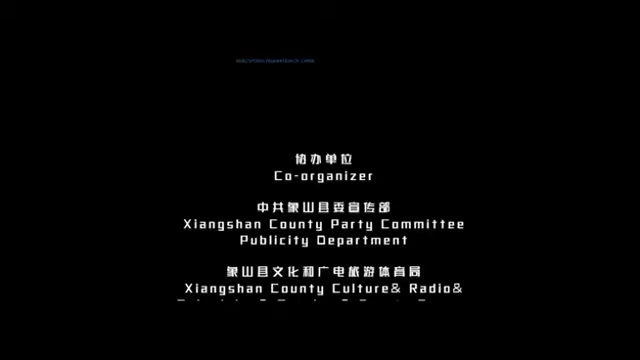 协办单位
Co-organizer
中共象山县委宣传部
Xiangshan County Party Committee
Publicity Department
象山县文化和广电旅游体育局
Xiangshan County Culture& Radio&